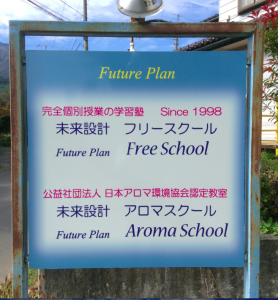 Future Plan
完全個別授業の学習塾　Since 1998
未来設計　フリースクール
Future Plan　Free School
公益社団法人 日本アロマ環境協会認定教室
未来設計　アロマスクール
Future Plan　Aroma School